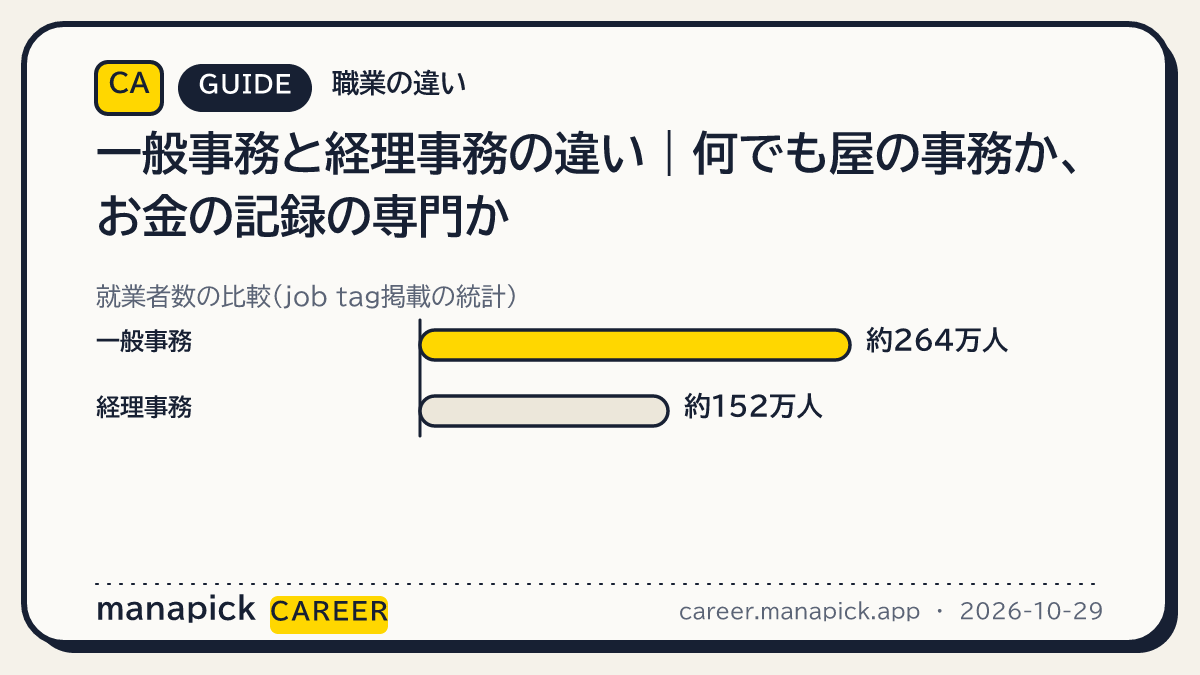 CA GUIDE 職業の違い
一般事務と経理事務の違い｜何でも屋の事務か、
お金の記録の専門か
就業者数の比較(job tag掲載の統計)
一般事務 約264万人
経理事務 約152万人
manapick CAREER career.manapick.app ・ 2026-10-29